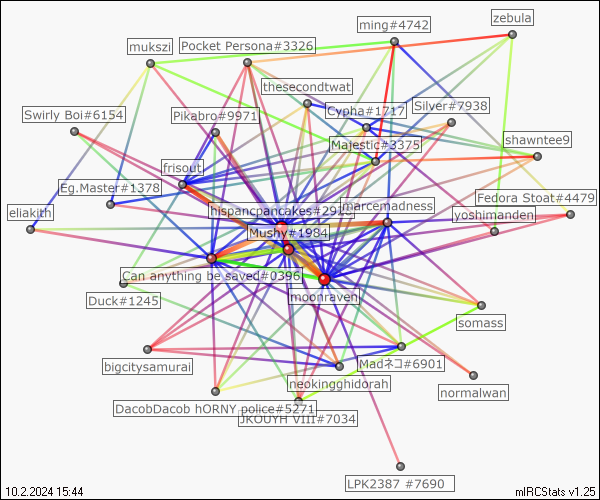 ming#4742
zebula
mukszi
Pocket Persona#3326
thesecondtwat
Swirly Boi#6154
Pikabro#9971
Cypha#1717
Silver#7938
Majestic#3375
shawntee9
frisout
Eg.Master#1378
Fedora Stoat#4479
eliakith
hispancpancakes#29
marcemadness
yoshimanden
Mushy#1984
Can anything be saved#0396
Duck#1245
moonraven
somass
bigcitysamurai
Madネコ#6901
neokingghidorah
normalwan
DacobDacob hORNY police#5271
JKOUYH VIII#7034
LPK2387 #7690
10.2.2024 15:44
mIRCStats v1.25